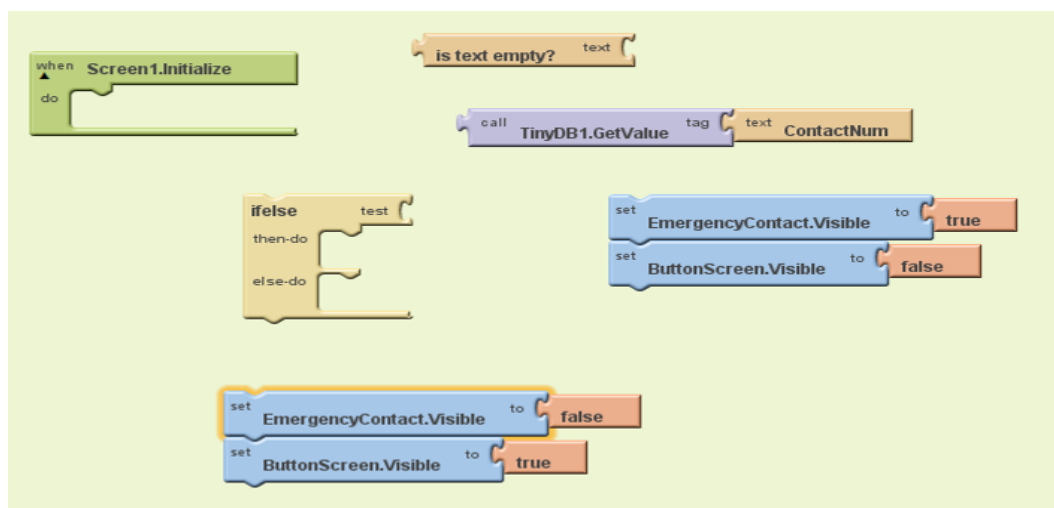 when Screen1.Initialize
do
is text empty? text
call TinyDB1.GetValue tag text ContactNum
ifelse test
then-do
else-do
set EmergencyContact.Visible to true
set ButtonScreen.Visible to false
set EmergencyContact.Visible to false
set ButtonScreen.Visible to true